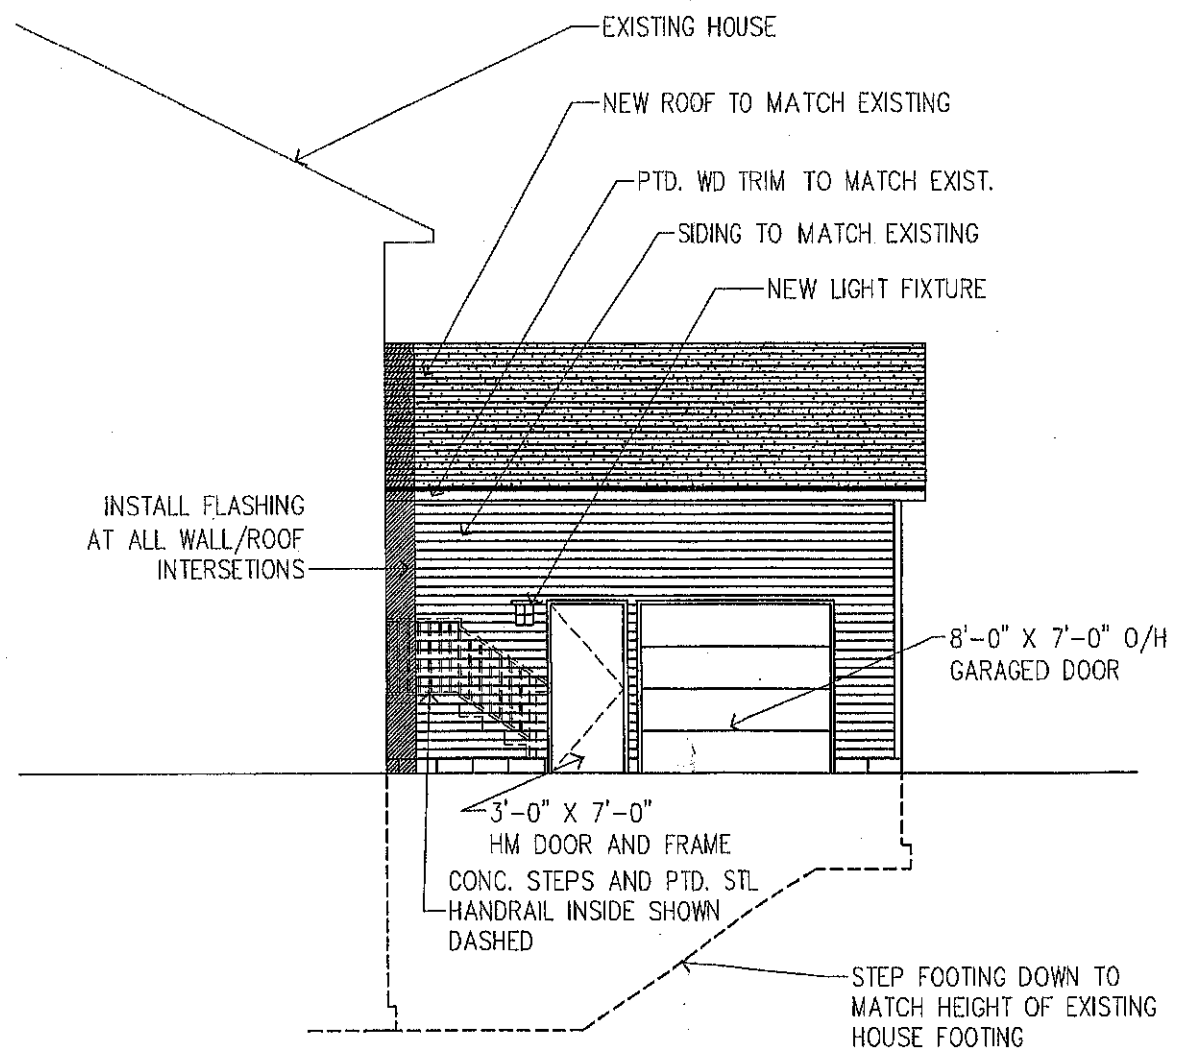 EXISTING HOUSE
NEW ROOF TO MATCH EXISTING
PTD. WD TRIM TO MATCH EXIST.
SIDING TO MATCH EXISTING
NEW LIGHT FIXTURE
INSTALL FLASHING
AT ALL WALL/ROOF
INTERSETIONS
8'-0" X 7'-0" O/H
GARAGED DOOR
3'-0" X 7'-0"
HM DOOR AND FRAME
CONC. STEPS AND PTD. STL
HANDRAIL INSIDE SHOWN
DASHED
STEP FOOTING DOWN TO
MATCH HEIGHT OF EXISTING
HOUSE FOOTING